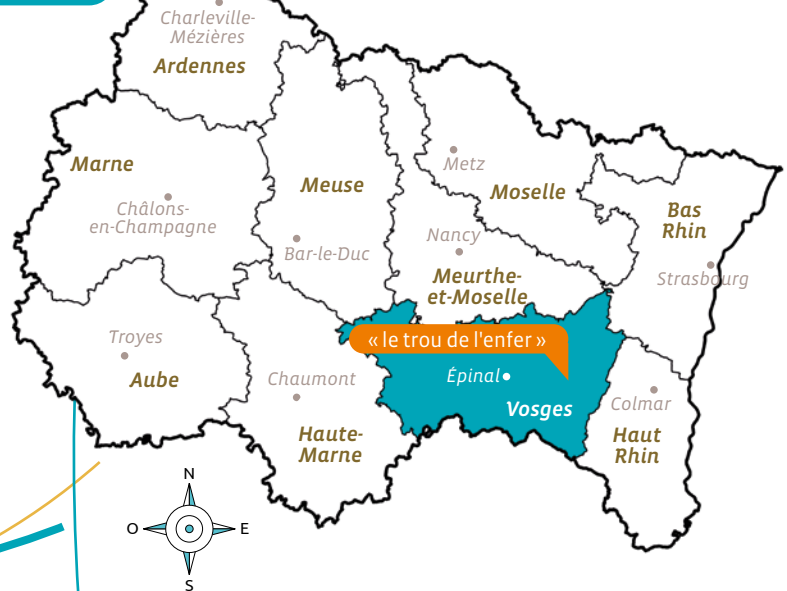 Charleville-
Mézières
Ardennes
Marne
Châlons-
en-Champagne
Meuse
Bar-le-Duc
Metz
Moselle
Nancy
Meurthe-
et-Moselle
Bas
Rhin
Strasbourg
Troyes
Aube
Chaumont
Haute-
Marne
« le trou de l'enfer »
Épinal
Vosges
Colmar
Haut
Rhin
N
O
E
S